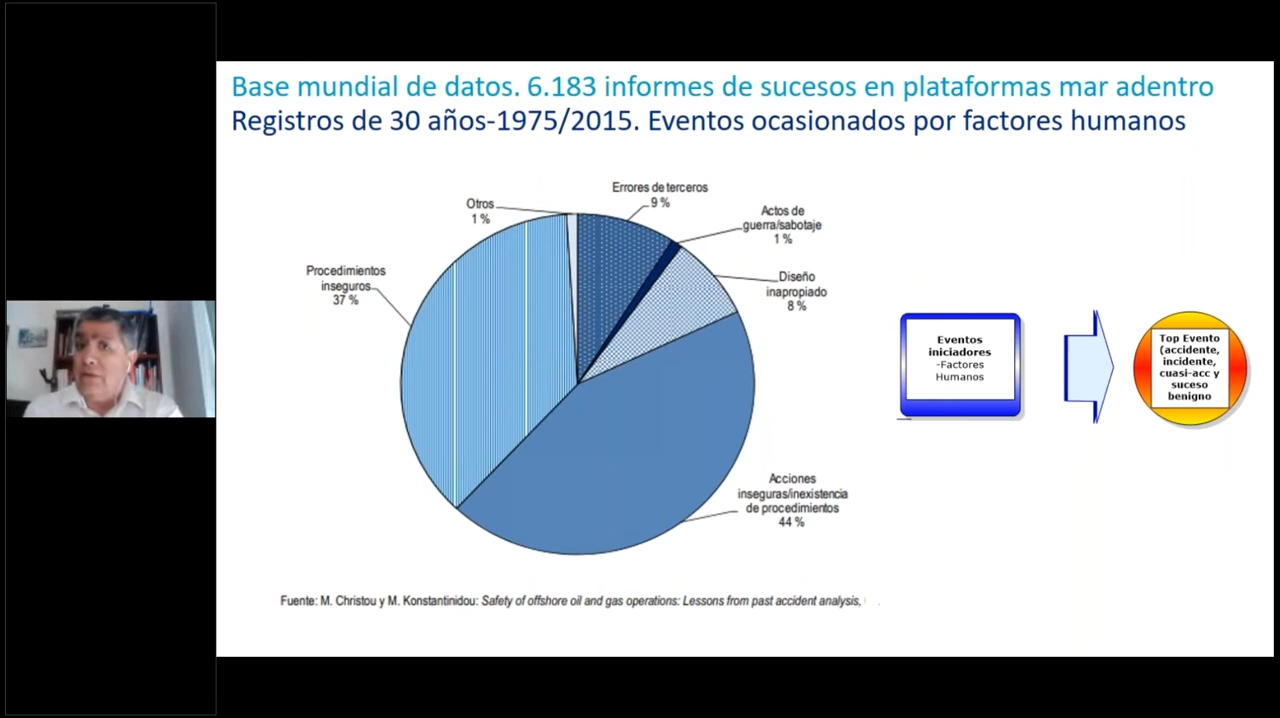 Base mundial de datos. 6.183 informes de sucesos en plataformas mar adentro
Registros de 30 años-1975/2015. Eventos ocasionados por factores humanos
Errores de terceros
9 %
Otros
1 %
Actos de
guerra/sabotaje
1 %
Procedimientos
inseguros
37 %
Diseño
inapropiado
8 %
Eventos
iniciadores
-Factores
Humanos
Top Evento
(accidente,
incidente,
cuasi-acc y
suceso
benigno
Acciones
inseguras/inexistencia
de procedimientos
44 %
Fuente: M. Christou y M. Konstantinidou: Safety of offshore oil and gas operations: Lessons from past accident analysis,